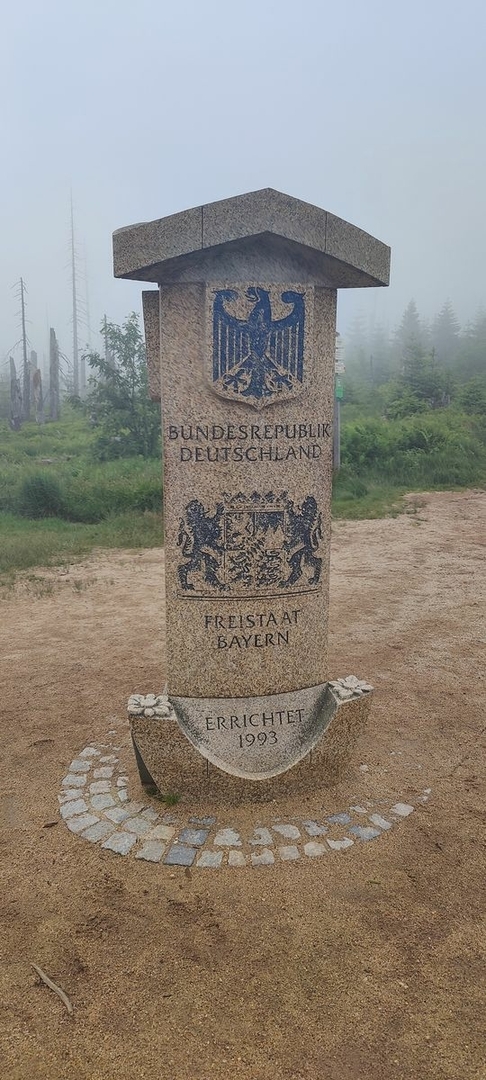 BUNDESREPUBLIK
DEUTSCHLAND
FREISTAAT
BAYERN
ERRICHTET
1993